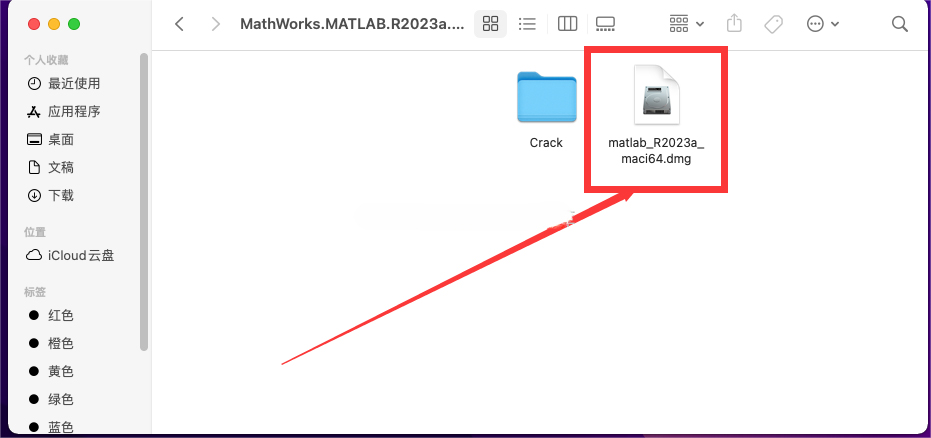 MathWorks.MATLAB.R2023a....
个人收藏
最近使用
应用程序
桌面
文稿
下载
位置
iCloud云盘
标签
红色
橙色
黄色
绿色
蓝色
Crack
matlab_R2023a_
maci64.dmg